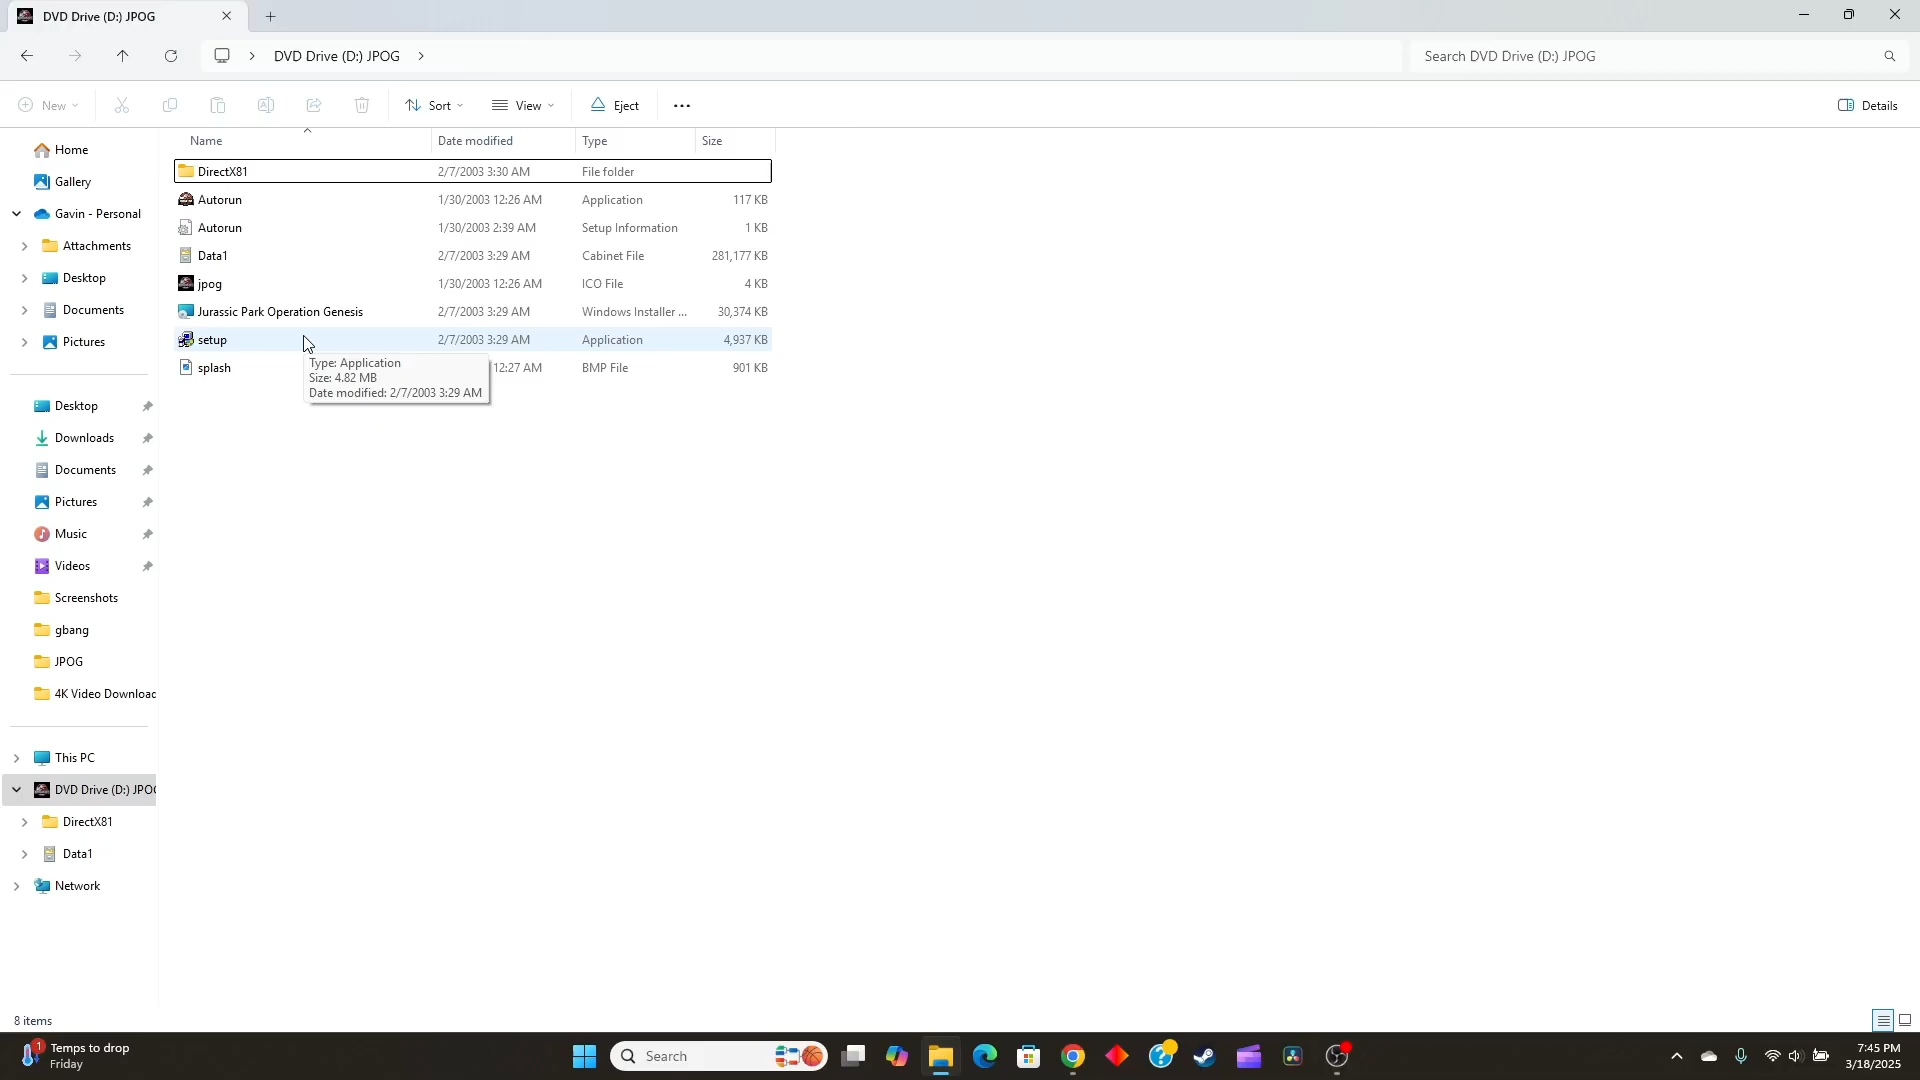 DVD Drive (D:) JPOG
DVD Drive (D:) JPOG
Search DVD Drive (D:) JPOG
New
Sort
View
Eject
Details
Name Date modified Type Size
DirectX81 2/7/2003 3:30 AM File folder
Autorun 1/30/2003 12:26 AM Application 117 KB
Autorun 1/30/2003 2:39 AM Setup Information 1 KB
Data1 2/7/2003 3:29 AM Cabinet File 281,177 KB
jpog 1/30/2003 12:26 AM ICO File 4 KB
Jurassic Park Operation Genesis 2/7/2003 3:29 AM Windows Installer ... 30,374 KB
setup 2/7/2003 3:29 AM Application 4,937 KB
splash 12:27 AM BMP File 901 KB
Type: Application
Size: 4.82 MB
Date modified: 2/7/2003 3:29 AM
Home
Gallery
Gavin - Personal
Attachments
Desktop
Documents
Pictures
Desktop
Downloads
Documents
Pictures
Music
Videos
Screenshots
gbang
JPOG
4K Video Downloac
This PC
DVD Drive (D:) JPOG
DirectX81
Data1
Network
8 items
1
Temps to drop
Friday
Search
7:45 PM
3/18/2025